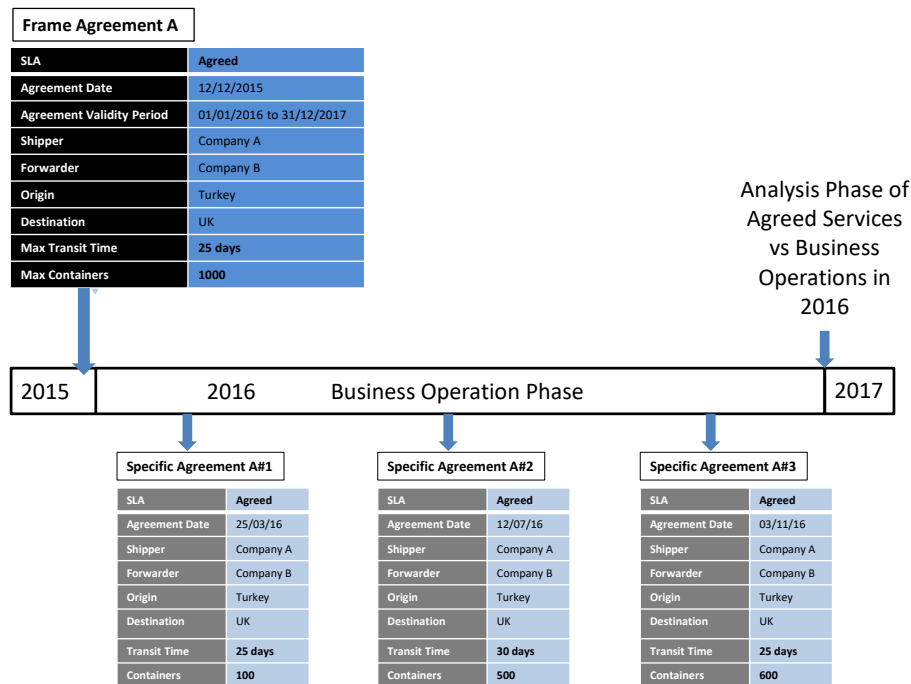 Frame Agreement A
SLA Agreed
Agreement Date 12/12/2015
Agreement Validity Period 01/01/2016 to 31/12/2017
Shipper Company A
Forwarder Company B
Origin Turkey
Destination UK
Max Transit Time 25 days
Max Containers 1000
Analysis Phase of
Agreed Services
vs Business
Operations in
2016
2015 2016 Business Operation Phase 2017
Specific Agreement A#1
SLA Agreed
Agreement Date 25/03/16
Shipper Company A
Forwarder Company B
Origin Turkey
Destination UK
Transit Time 25 days
Containers 100
Specific Agreement A#2
SLA Agreed
Agreement Date 12/07/16
Shipper Company A
Forwarder Company B
Origin Turkey
Destination UK
Transit Time 30 days
Containers 500
Specific Agreement A#3
SLA Agreed
Agreement Date 03/11/16
Shipper Company A
Forwarder Company B
Origin Turkey
Destination UK
Transit Time 25 days
Containers 600